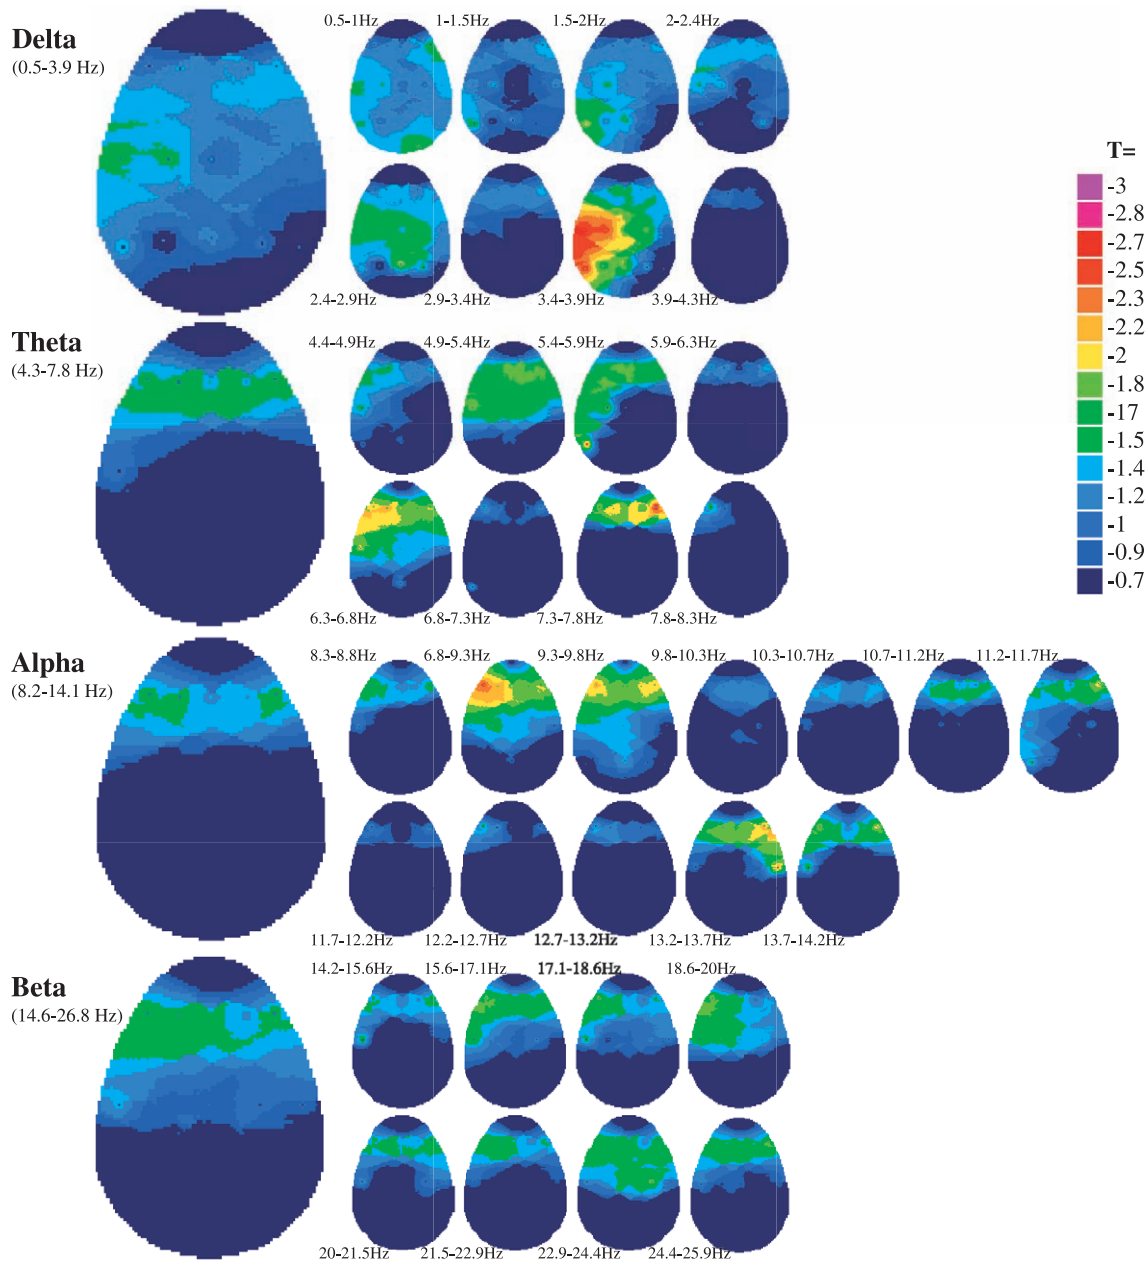 Delta
(0.5-3.9 Hz)
0.5-1Hz 1-1.5Hz 1.5-2Hz 2-2.4Hz
2.4-2.9Hz 2.9-3.4Hz 3.4-3.9Hz 3.9-4.3Hz
T=
-3
-2.8
-2.7
-2.5
-2.3
-2.2
-2
-1.8
-17
-1.5
-1.4
-1.2
-1
-0.9
-0.7
Theta
(4.3-7.8 Hz)
4.4-4.9Hz 4.9-5.4Hz 5.4-5.9Hz 5.9-6.3Hz
6.3-6.8Hz 6.8-7.3Hz 7.3-7.8Hz 7.8-8.3Hz
Alpha
(8.2-14.1 Hz)
8.3-8.8Hz 6.8-9.3Hz 9.3-9.8Hz 9.8-10.3Hz 10.3-10.7Hz 10.7-11.2Hz 11.2-11.7Hz
11.7-12.2Hz 12.2-12.7Hz 12.7-13.2Hz 13.2-13.7Hz 13.7-14.2Hz
Beta
(14.6-26.8 Hz)
14.2-15.6Hz 15.6-17.1Hz 17.1-18.6Hz 18.6-20Hz
20-21.5Hz 21.5-22.9Hz 22.9-24.4Hz 24.4-25.9Hz